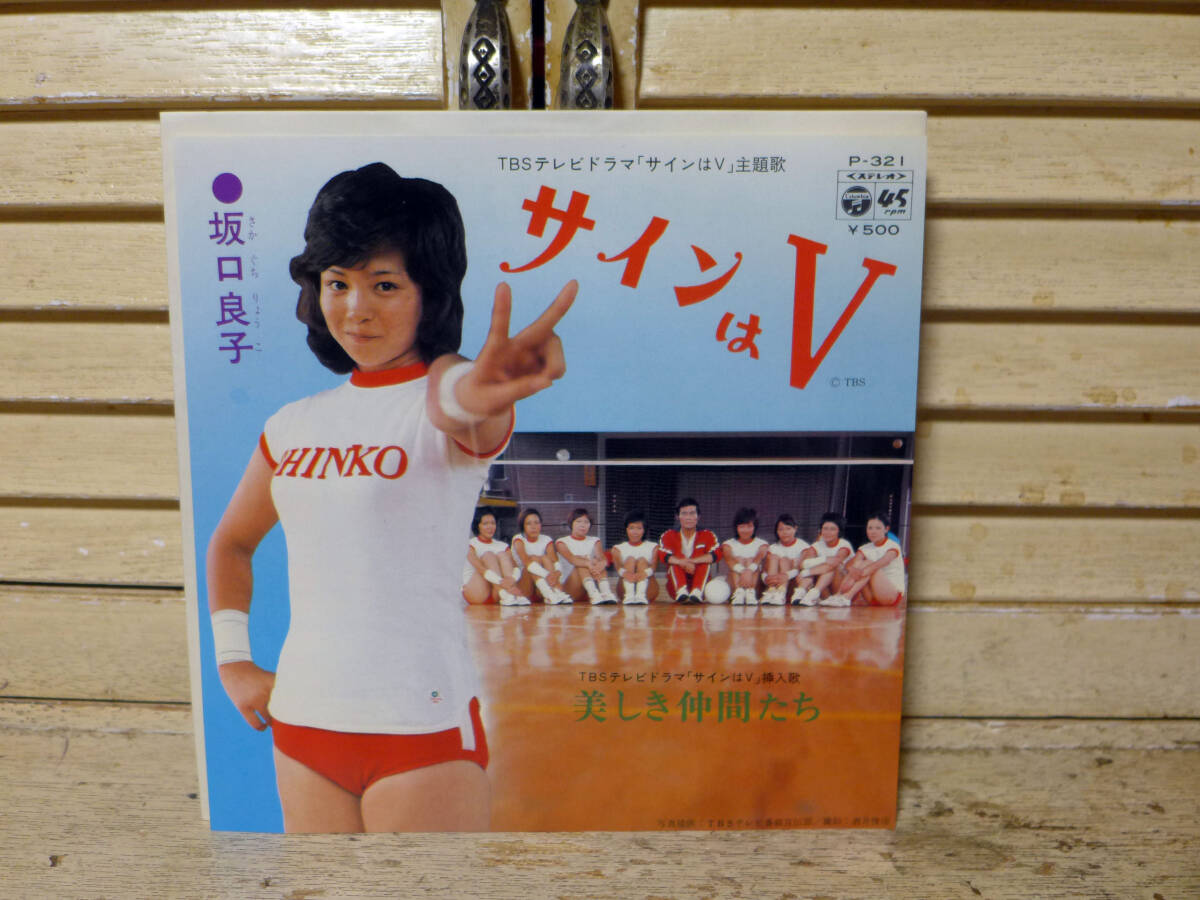 TBSテレビドラマ「サインはV」主題歌
P-321
<ステレオ>
Columbia
45
rpm
¥500
サインはV
© TBS
●坂口良子
さかぐちりょうこ
HINKO
TBSテレビドラマ「サインはV」挿入歌
美しき仲間たち